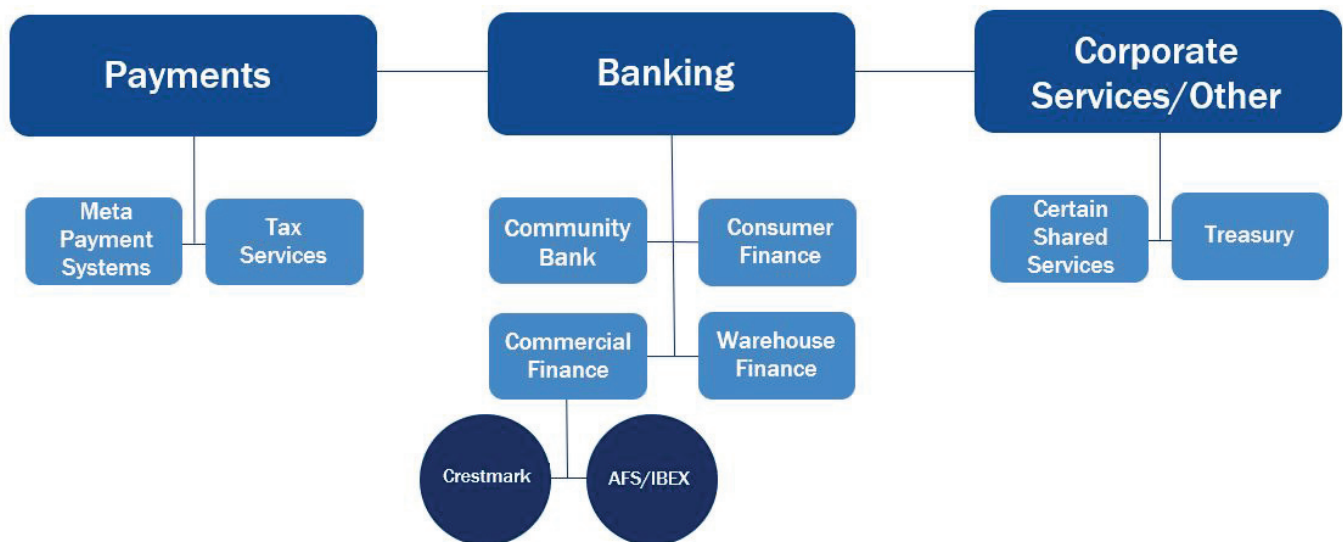 Payments
Banking
Corporate
Services/Other
Meta
Payment
Systems
Tax
Services
Community
Bank
Consumer
Finance
Certain
Shared
Services
Treasury
Commercial
Finance
Warehouse
Finance
Crestmark
AFS/IBEX